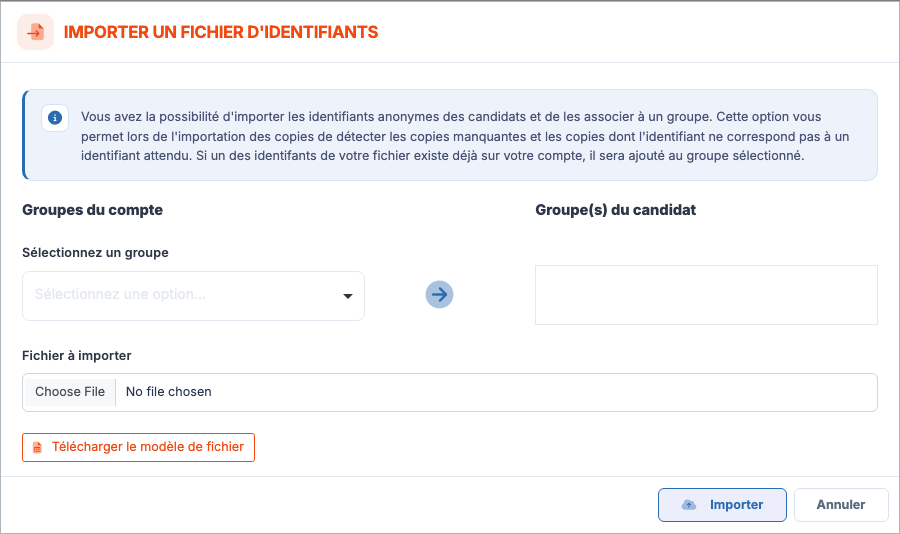 IMPORTER UN FICHIER D'IDENTIFIANTS
Vous avez la possibilité d'importer les identifiants anonymes des candidats et de les associer à un groupe. Cette option vous
permet lors de l'importation des copies de détecter les copies manquantes et les copies dont l'identifiant ne correspond pas à un
identifiant attendu. Si un des identifants de votre fichier existe déjà sur votre compte, il sera ajouté au groupe sélectionné.
Groupes du compte
Groupe(s) du candidat
Sélectionnez un groupe
Sélectionnez une option...
Fichier à importer
Choose File No file chosen
Télécharger le modèle de fichier
Importer
Annuler